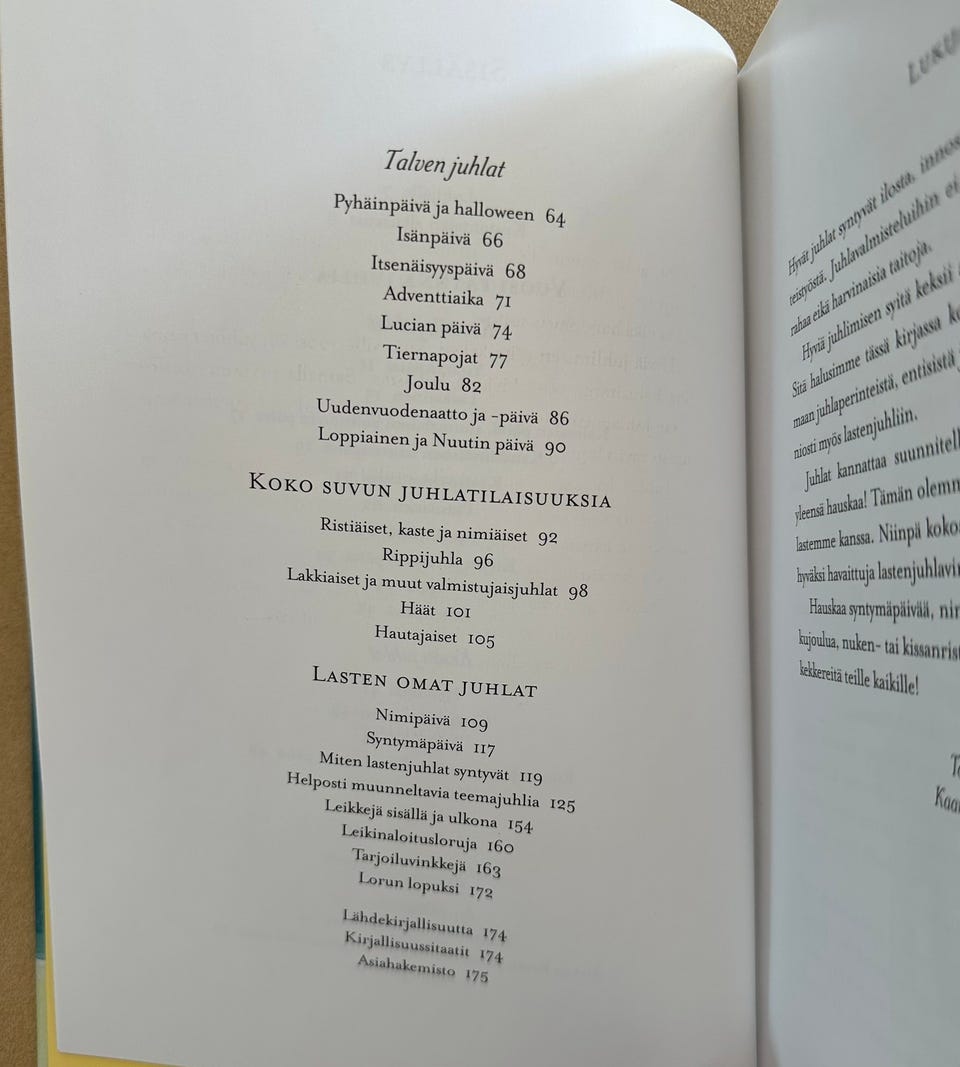 Talven juhlat
Pyhäinpäivä ja halloween 64
Isänpäivä 66
Itsenäisyyspäivä 68
Adventtiaika 71
Lucian päivä 74
Tiernapojat 77
Joulu 82
Uudenvuodenaatto ja -päivä 86
Loppiainen ja Nuutin päivä 90
KOKO SUVUN JUHLATILAISUUKSIA
Ristiäiset, kaste ja nimiäiset 92
Rippijuhla 96
Lakkiaiset ja muut valmistujaisjuhlat 98
Häät 101
Hautajaiset 105
LASTEN OMAT JUHLAT
Nimipäivä 109
Syntymäpäivä 117
Miten lastenjuhlat syntyvät 119
Helposti muunneltavia teemajuhlia 125
Leikkejä sisällä ja ulkona 154
Leikinaloitusloruja 160
Tarjoiluvinkkejä 163
Lorun lopuksi 172
Lähdekirjallisuutta 174
Kirjallisuussitaatit 174
Asiahakemisto 175
Hyvät juhlat syntyvät ilosta, innos
teistyöstä. Juhlavalmisteluihin ei
rahaa eikä harvinaisia taitoja.
Hyviä juhlimisen syitä keksii
Sitä halusimme tässä kirjassa ko
maan juhlaperinteistä, entisistä
niosti myös lastenjuhliin.
Juhlat kannattaa suunnitell
yleensä hauskaa! Tämän olemm
lastemme kanssa. Niinpä koko
hyväksi havaittuja lastenjuhlavin
Hauskaa syntymäpäivää, nim
kujoulua, nuken- tai kissanrist
kekkereitä teille kaikille!